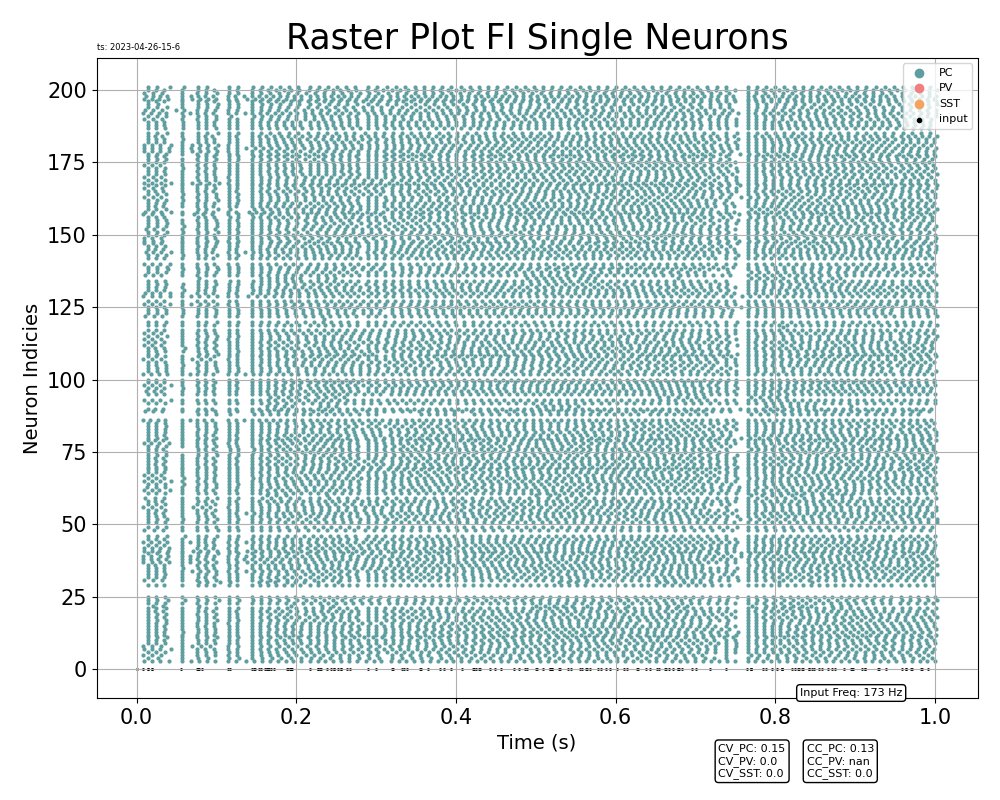 Raster Plot FI Single Neurons
ts: 2023-04-26-15-6
PC
PV
SST
input
200
175
150
125
100
75
50
25
0
Neuron Indicies
0.0 0.2 0.4 0.6 0.8 1.0
Time (s)
Input Freq: 173 Hz
CV_PC: 0.15
CV_PV: 0.0
CV_SST: 0.0
CC_PC: 0.13
CC_PV: nan
CC_SST: 0.0